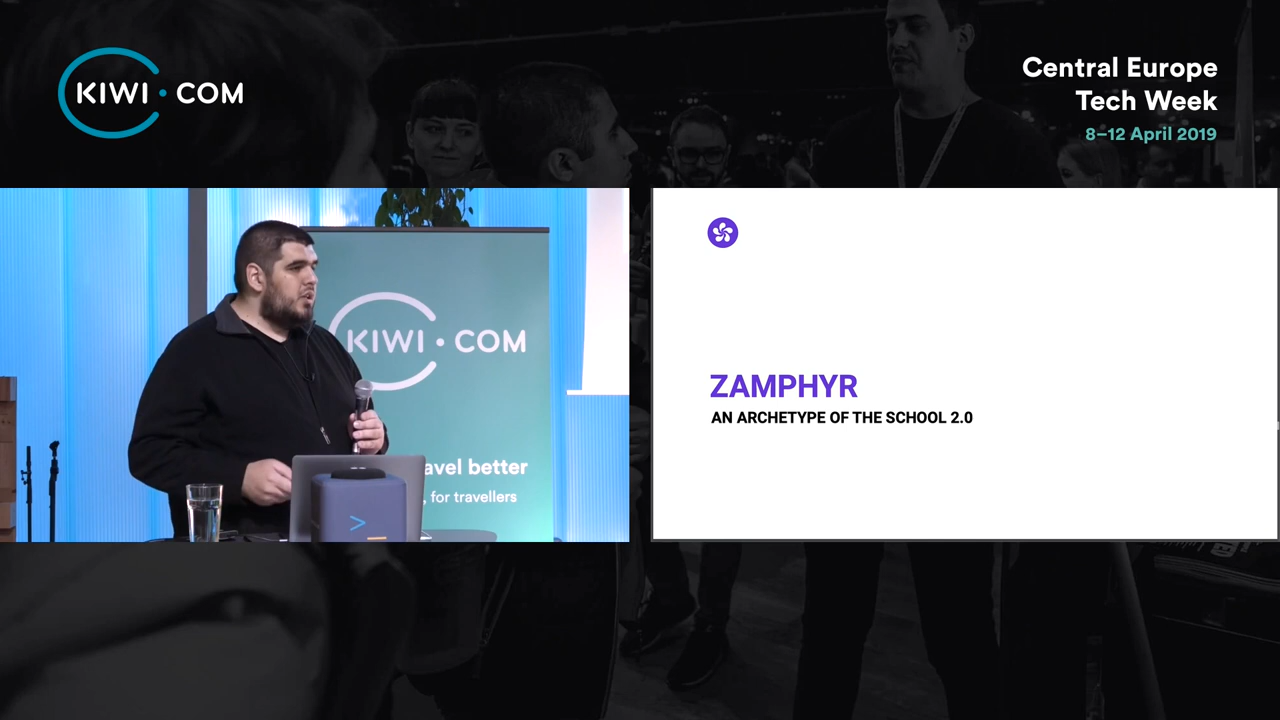 KIWI·COM
Central Europe
Tech Week
8–12 April 2019
KIWI·COM
avel better
, for travellers
>_
ZAMPHYR
AN ARCHETYPE OF THE SCHOOL 2.0